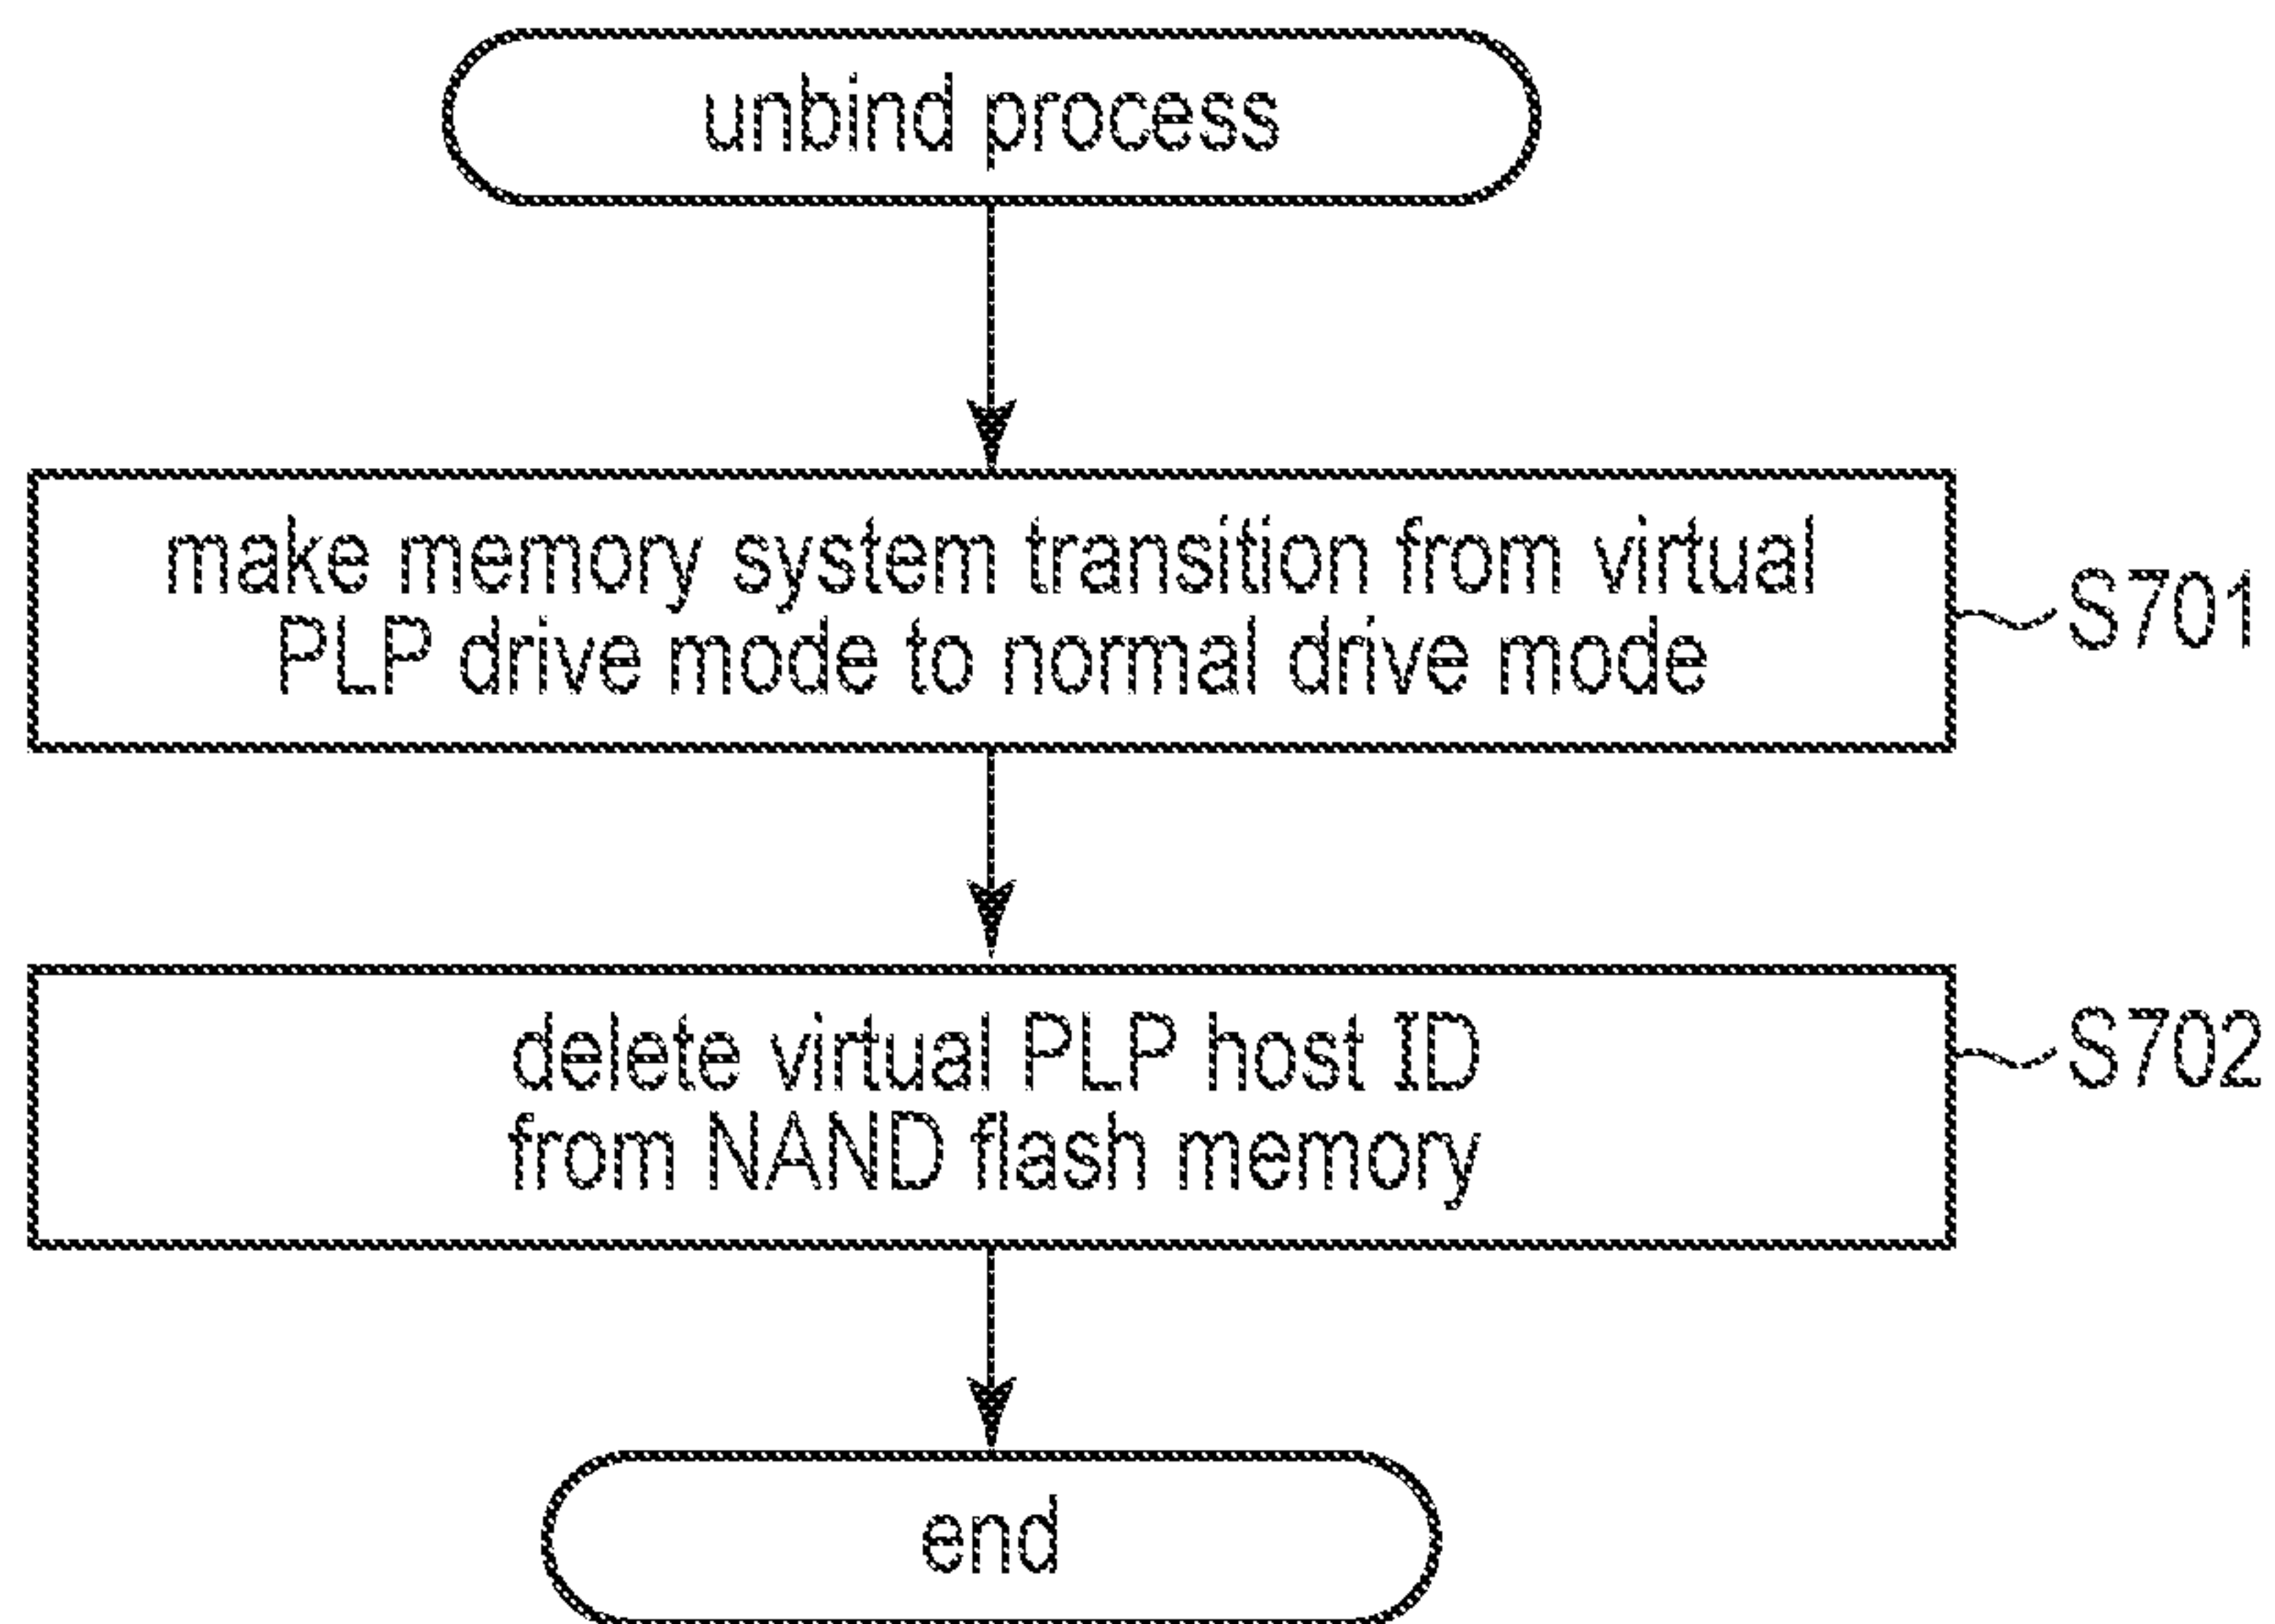 unbind process
make memory system transition from virtual
PLP drive mode to normal drive mode
S701
delete virtual PLP host ID
from NAND flash memory
S702
end